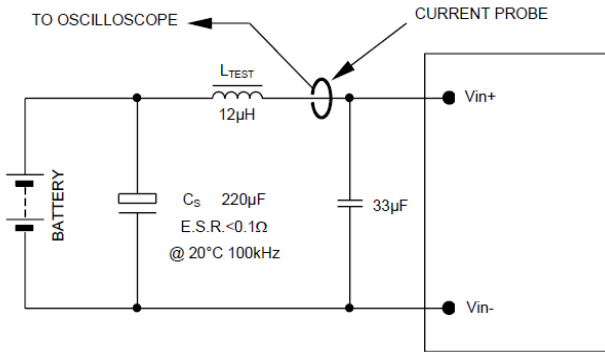 TO OSCILLOSCOPE
CURRENT PROBE
LTEST
12µH
Vin+
BATTERY
CS 220µF
E.S.R.<0.1Ω
@ 20°C 100kHz
33µF
Vin-